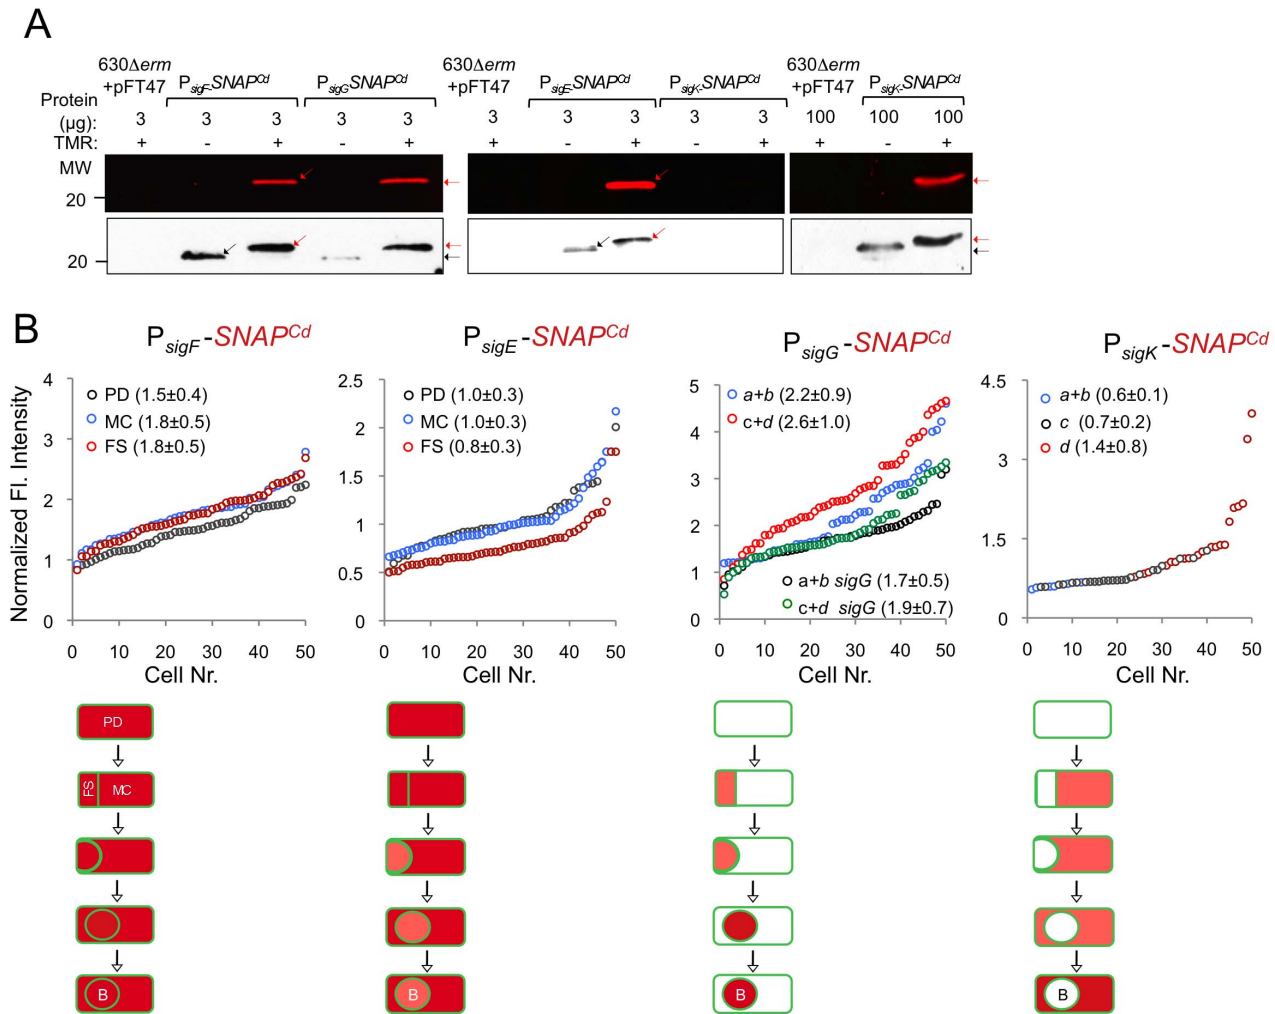 A
630Δerm
+pFT47
PsigF-SNAPCd
PsigG-SNAPCd
630Δerm
+pFT47
PsigE-SNAPCd
PsigK-SNAPCd
630Δerm
+pFT47
PsigK-SNAPCd
Protein
(µg):
3 3 3 3 3 3 3 3 3 3 100 100 100
TMR: + - + - + + - + - + + - +
MW
20
20
B
PsigF-SNAPCd
PsigE-SNAPCd
PsigG-SNAPCd
PsigK-SNAPCd
Normalized Fl. Intensity
4
3
2
1
0
PD (1.5±0.4)
MC (1.8±0.5)
FS (1.8±0.5)
0 10 20 30 40 50
Cell Nr.
2.5
2
1.5
1
0.5
0
PD (1.0±0.3)
MC (1.0±0.3)
FS (0.8±0.3)
0 10 20 30 40 50
Cell Nr.
5
4
3
2
1
0
a+b (2.2±0.9)
c+d (2.6±1.0)
a+b sigG (1.7±0.5)
c+d sigG (1.9±0.7)
0 10 20 30 40 50
Cell Nr.
4.5
3
1.5
0
a+b (0.6±0.1)
c (0.7±0.2)
d (1.4±0.8)
0 10 20 30 40 50
Cell Nr.
PD
FS
MC
B
B
B
B